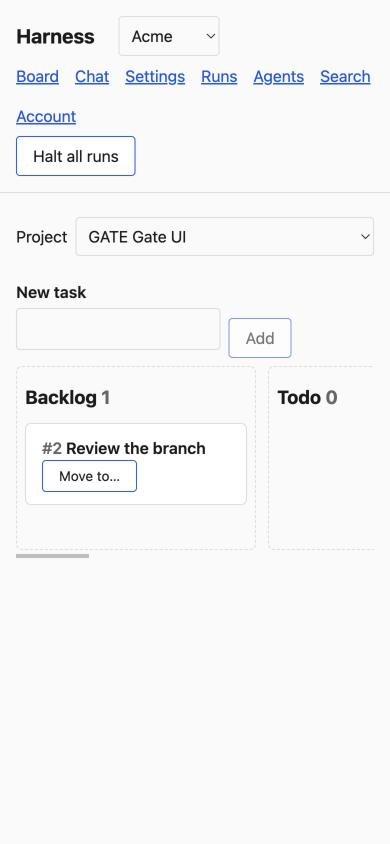 Harness Acme
Board Chat Settings Runs Agents Search
Account
Halt all runs
Project GATE Gate UI
New task
Add
Backlog 1 Todo 0
#2 Review the branch
Move to...